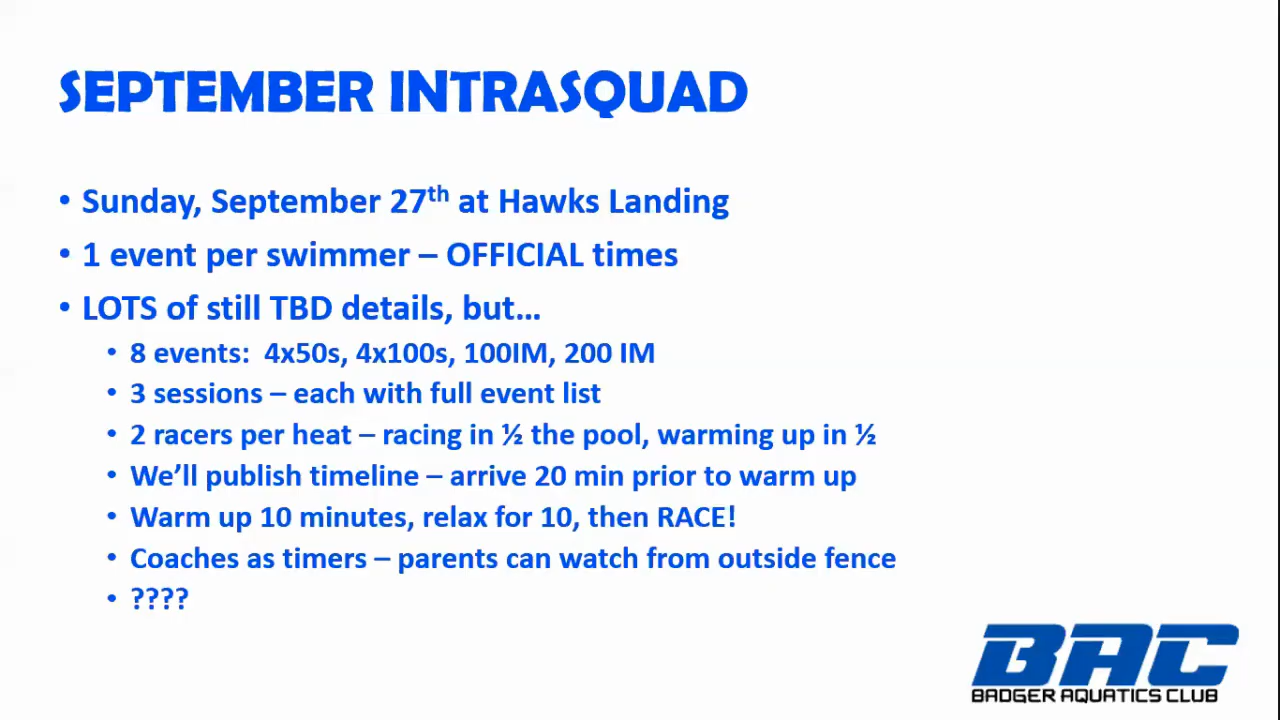 SEPTEMBER INTRASQUAD
• Sunday, September 27th at Hawks Landing
• 1 event per swimmer – OFFICIAL times
• LOTS of still TBD details, but...
• 8 events:  4x50s, 4x100s, 100IM, 200 IM
• 3 sessions – each with full event list
• 2 racers per heat – racing in ½ the pool, warming up in ½
• We'll publish timeline – arrive 20 min prior to warm up
• Warm up 10 minutes, relax for 10, then RACE!
• Coaches as timers – parents can watch from outside fence
• ????
BAC
BADGER AQUATICS CLUB